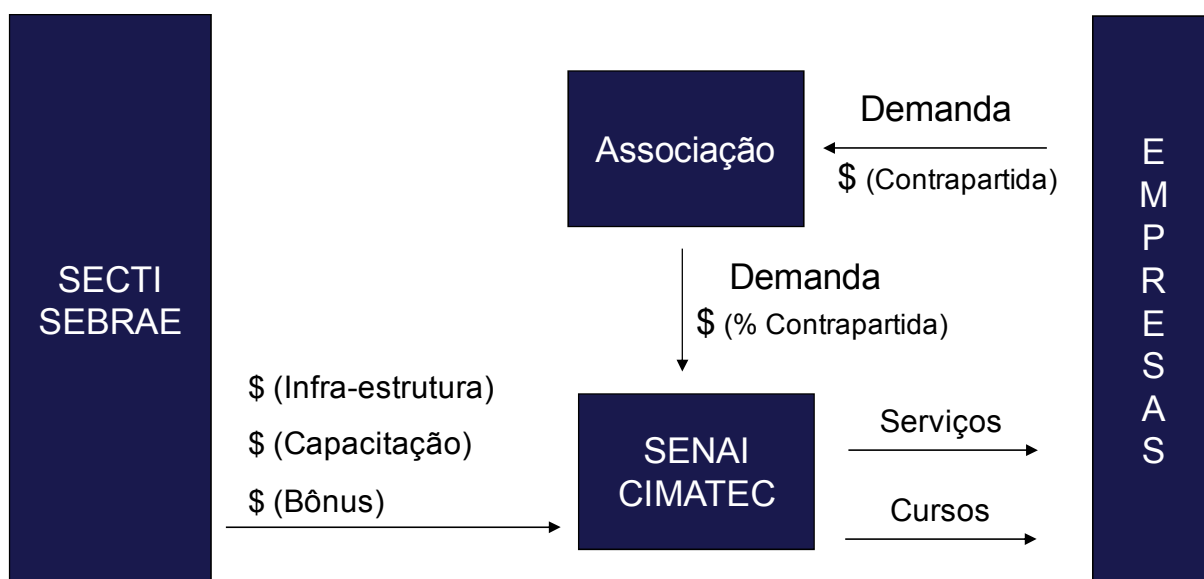 SECTI
SEBRAE
Associação
Demanda
$ (Contrapartida)
Demanda
$ (% Contrapartida)
$ (Infra-estrutura)
$ (Capacitação)
$ (Bônus)
SENAI
CIMATEC
Serviços
Cursos
E
M
P
R
E
S
A
S